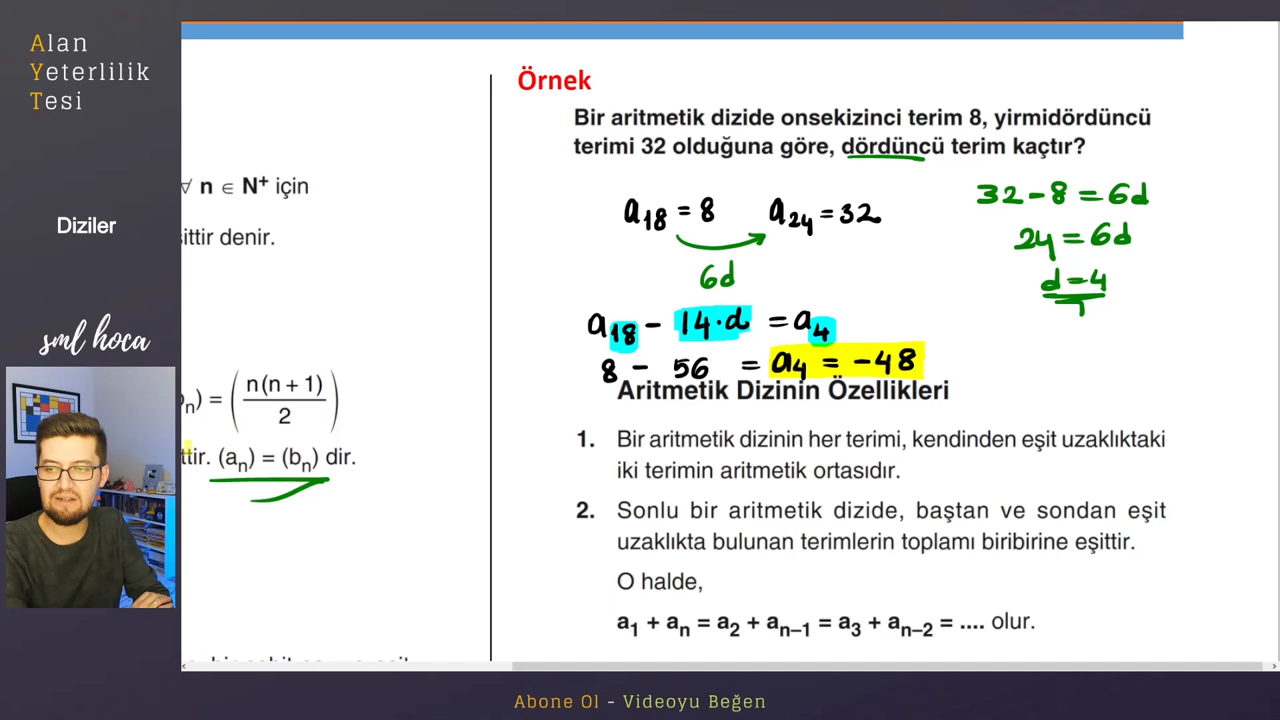 Alan
Yeterlilik
Tesi
Diziler
sml hoca
∀ n ∈ N⁺ için
sittir denir.
n) = (n(n + 1)/2)
ttir. (aₙ) = (bₙ) dir.
Örnek
Bir aritmetik dizide onsekizinci terim 8, yirmidördüncü
terimi 32 olduğuna göre, dördüncü terim kaçtır?
a₁₈ = 8 a₂₄ = 32
6d
32 - 8 = 6d
24 = 6d
d = 4
a₁₈ - 14·d = a₄
8 - 56 = a₄ = -48
Aritmetik Dizinin Özellikleri
1. Bir aritmetik dizinin her terimi, kendinden eşit uzaklıktaki
iki terimin aritmetik ortasıdır.
2. Sonlu bir aritmetik dizide, baştan ve sondan eşit
uzaklıkta bulunan terimlerin toplamı biribirine eşittir.
O halde,
a₁ + aₙ = a₂ + aₙ₋₁ = a₃ + aₙ₋₂ = .... olur.
Abone Ol - Videoyu Beğen